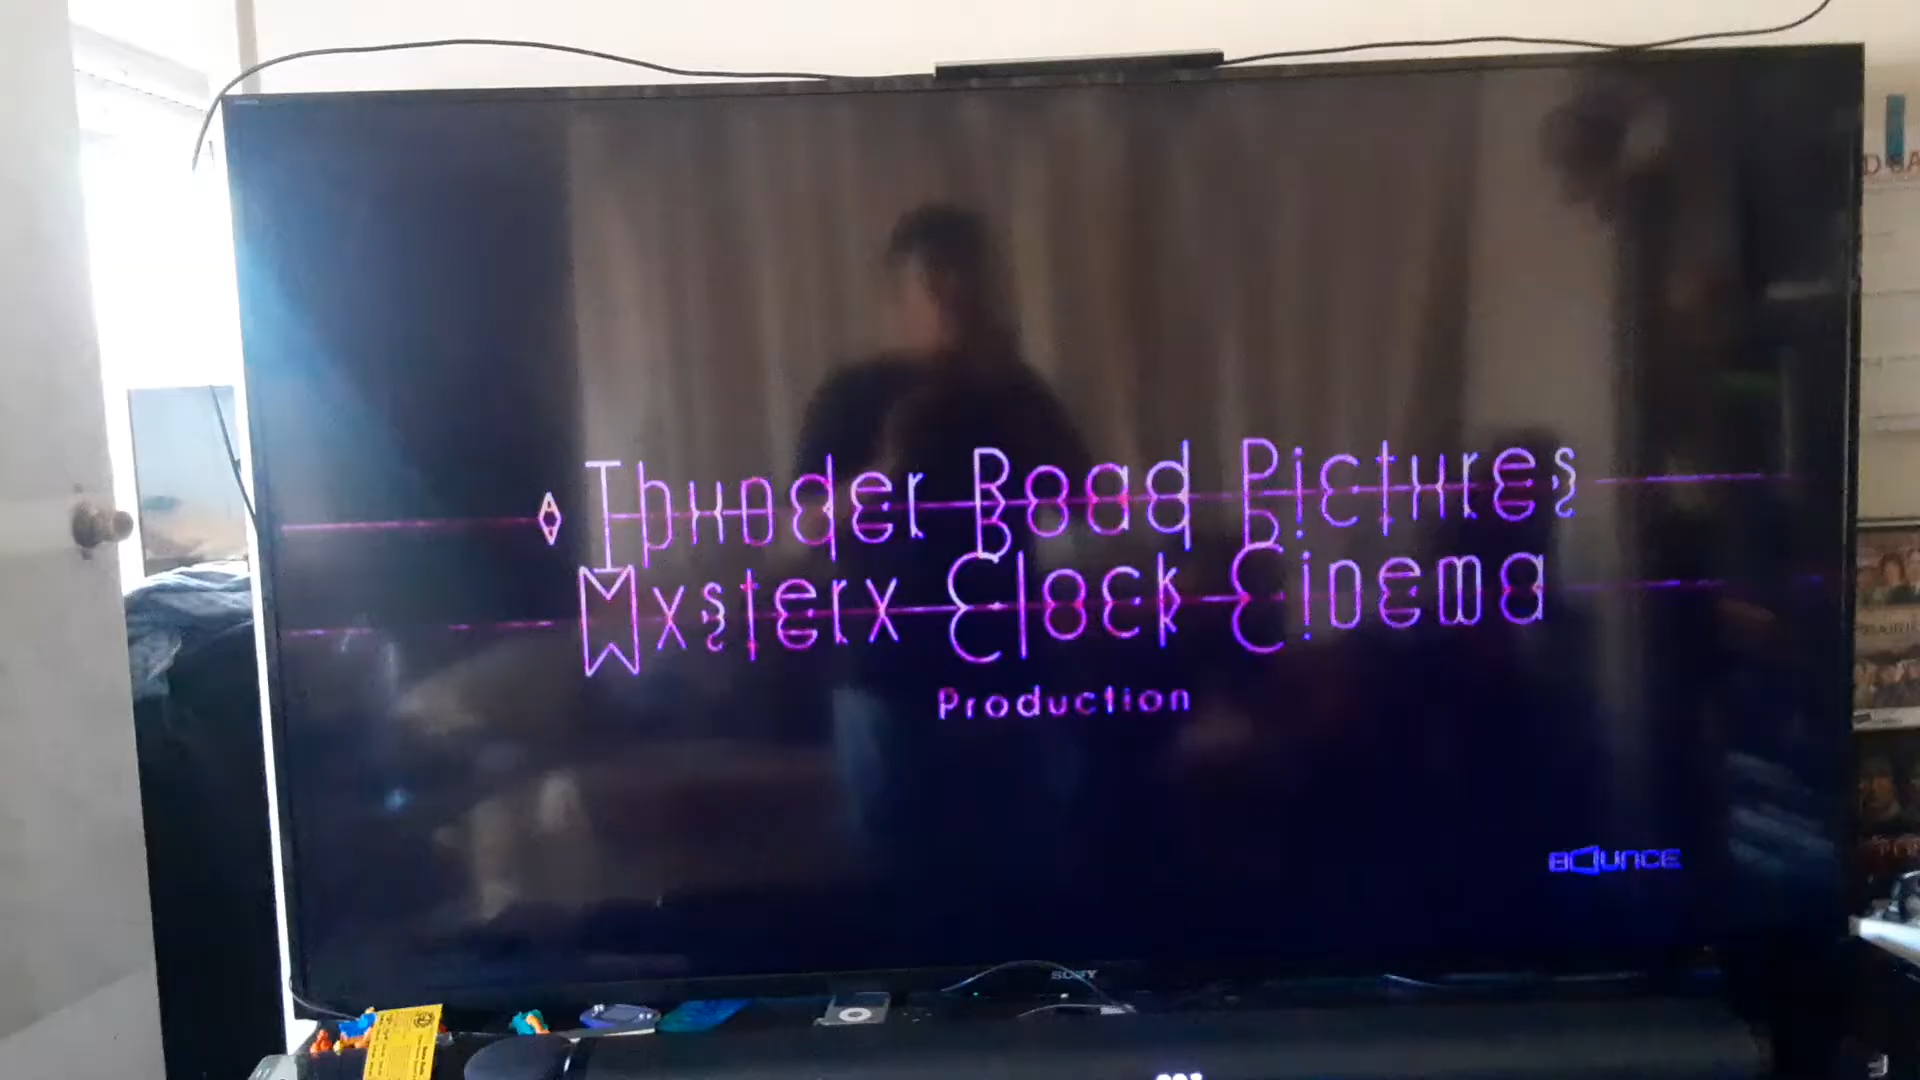 A Thunder Road Pictures
Mystery Clock Cinema
Production
BOUNCE
SONY